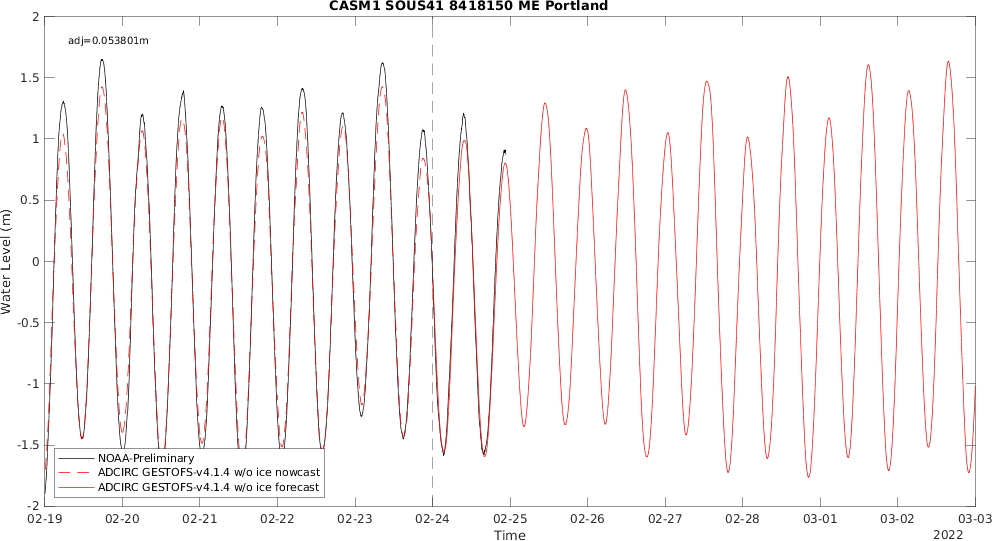 CASM1 SOUS41 8418150 ME Portland
2
adj=0.053801m
1.5
1
0.5
0
-0.5
-1
-1.5
-2
Water Level (m)
NOAA-Preliminary
ADCIRC GESTOFS-v4.1.4 w/o ice nowcast
ADCIRC GESTOFS-v4.1.4 w/o ice forecast
02-19 02-20 02-21 02-22 02-23 02-24 02-25 02-26 02-27 02-28 03-01 03-02 03-03
Time
2022